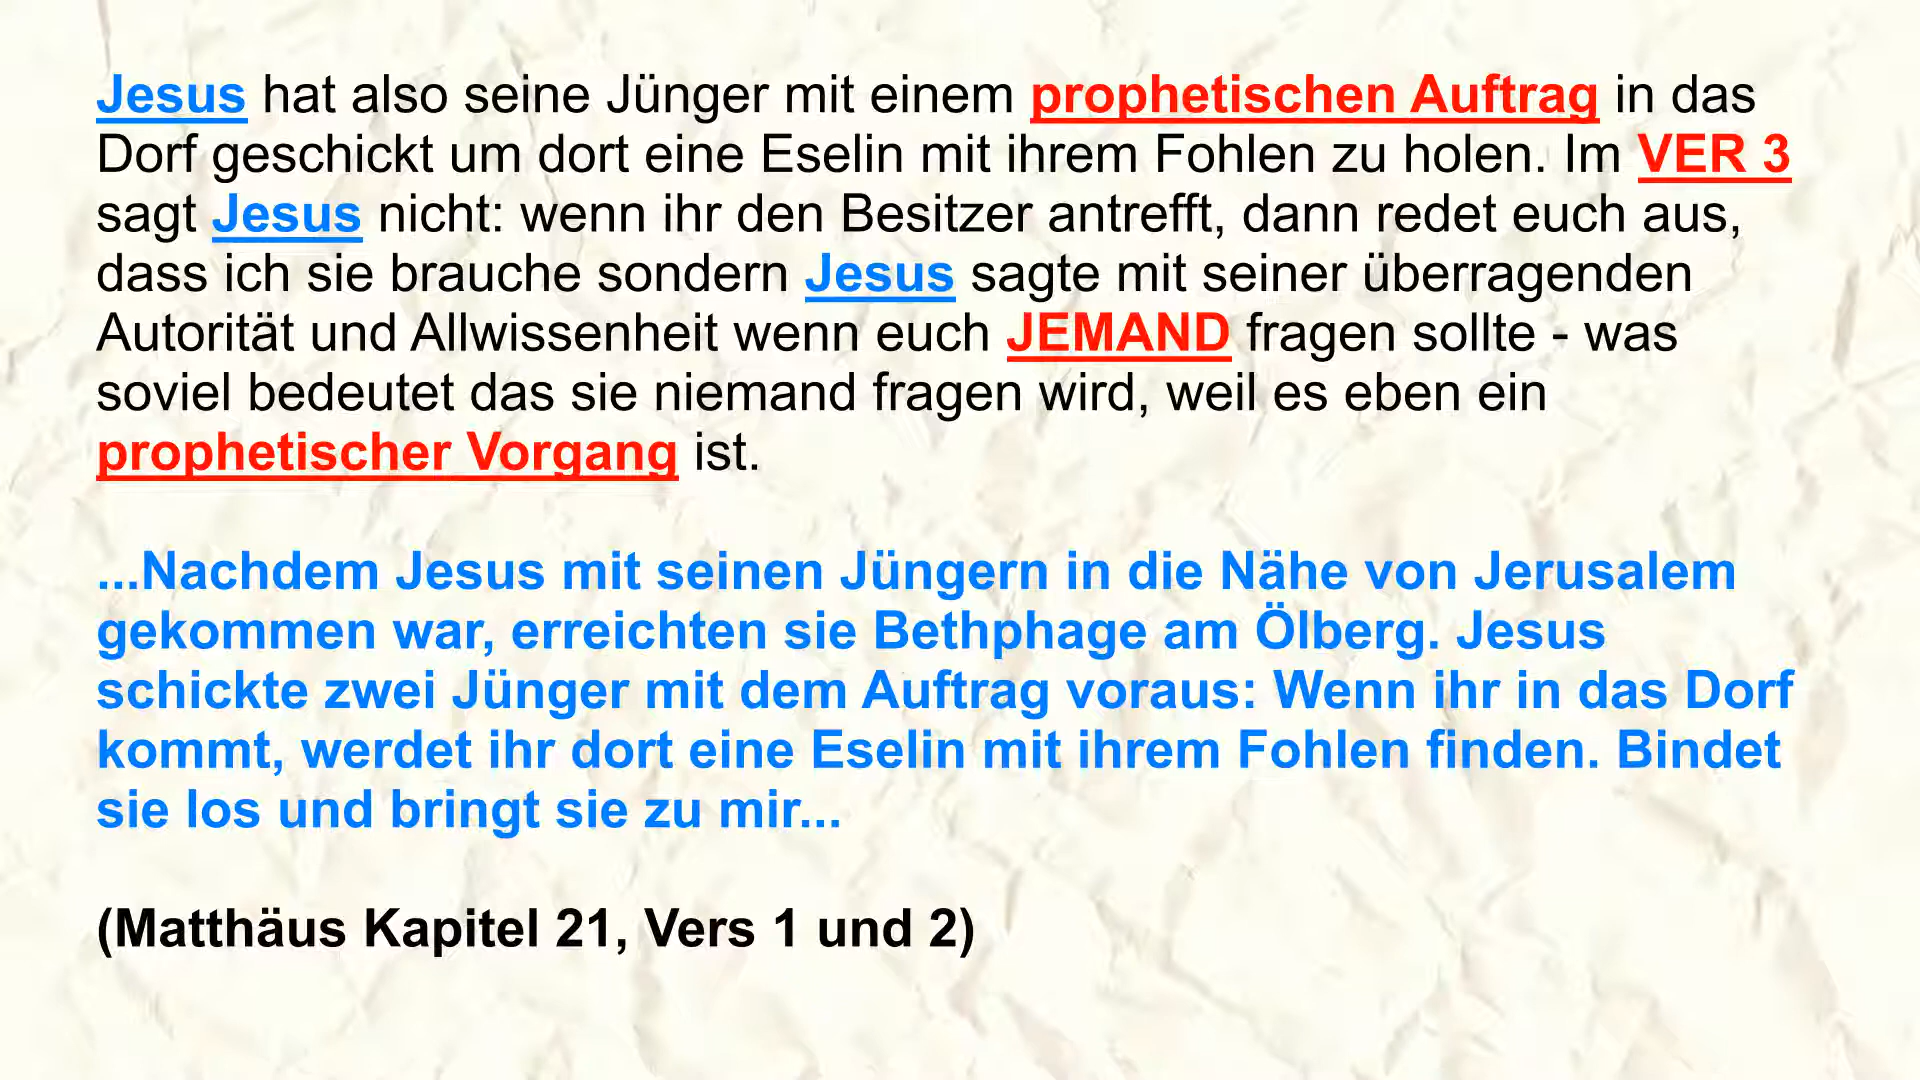 Jesus hat also seine Jünger mit einem prophetischen Auftrag in das
Dorf geschickt um dort eine Eselin mit ihrem Fohlen zu holen. Im VER 3
sagt Jesus nicht: wenn ihr den Besitzer antrefft, dann redet euch aus,
dass ich sie brauche sondern Jesus sagte mit seiner überragenden
Autorität und Allwissenheit wenn euch JEMAND fragen sollte - was
soviel bedeutet das sie niemand fragen wird, weil es eben ein
prophetischer Vorgang ist.
...Nachdem Jesus mit seinen Jüngern in die Nähe von Jerusalem
gekommen war, erreichten sie Bethphage am Ölberg. Jesus
schickte zwei Jünger mit dem Auftrag voraus: Wenn ihr in das Dorf
kommt, werdet ihr dort eine Eselin mit ihrem Fohlen finden. Bindet
sie los und bringt sie zu mir...
(Matthäus Kapitel 21, Vers 1 und 2)